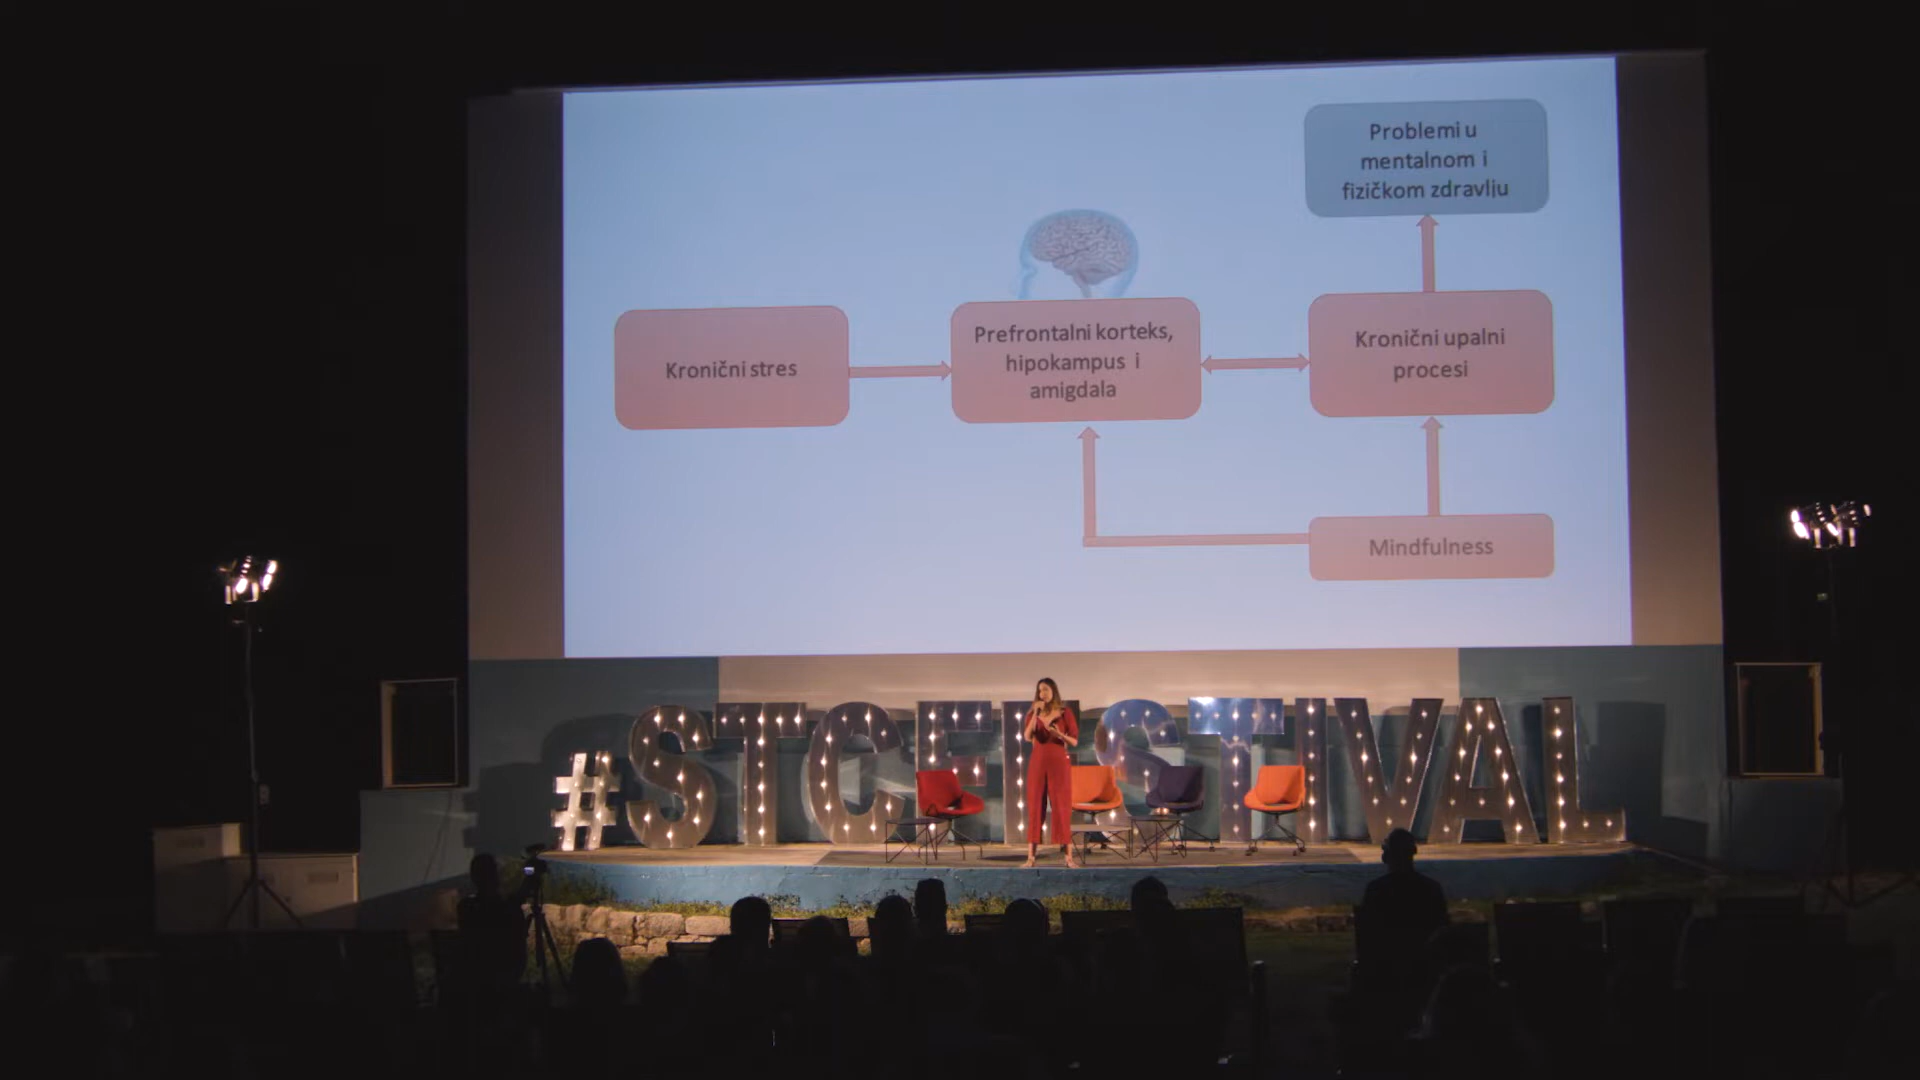 Problemi u
mentalnom i
fizičkom zdravlju
Kronični stres
Prefrontalni korteks,
hipokampus i
amigdala
Kronični upalni
procesi
Mindfulness
#STCFESTIVAL